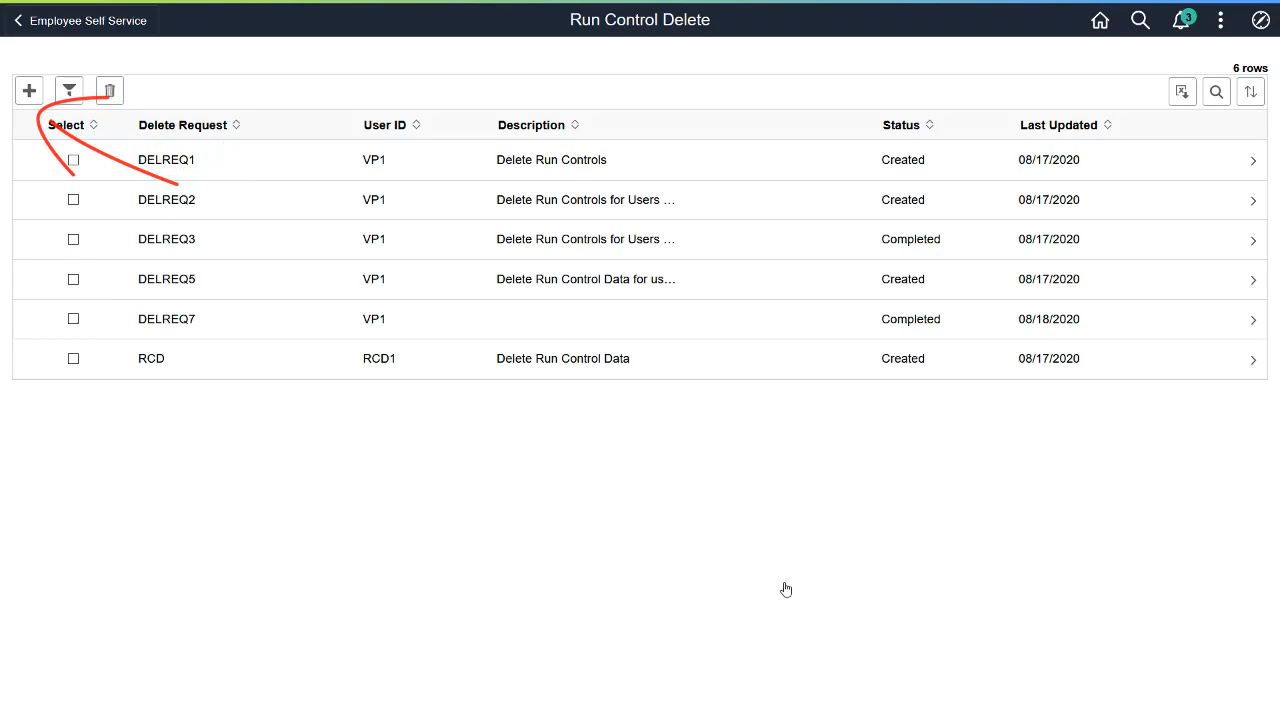 Employee Self Service
Run Control Delete
3
6 rows
Select Delete Request User ID Description Status Last Updated
DELREQ1 VP1 Delete Run Controls Created 08/17/2020
DELREQ2 VP1 Delete Run Controls for Users ... Created 08/17/2020
DELREQ3 VP1 Delete Run Controls for Users ... Completed 08/17/2020
DELREQ5 VP1 Delete Run Control Data for us... Created 08/17/2020
DELREQ7 VP1 Completed 08/18/2020
RCD RCD1 Delete Run Control Data Created 08/17/2020